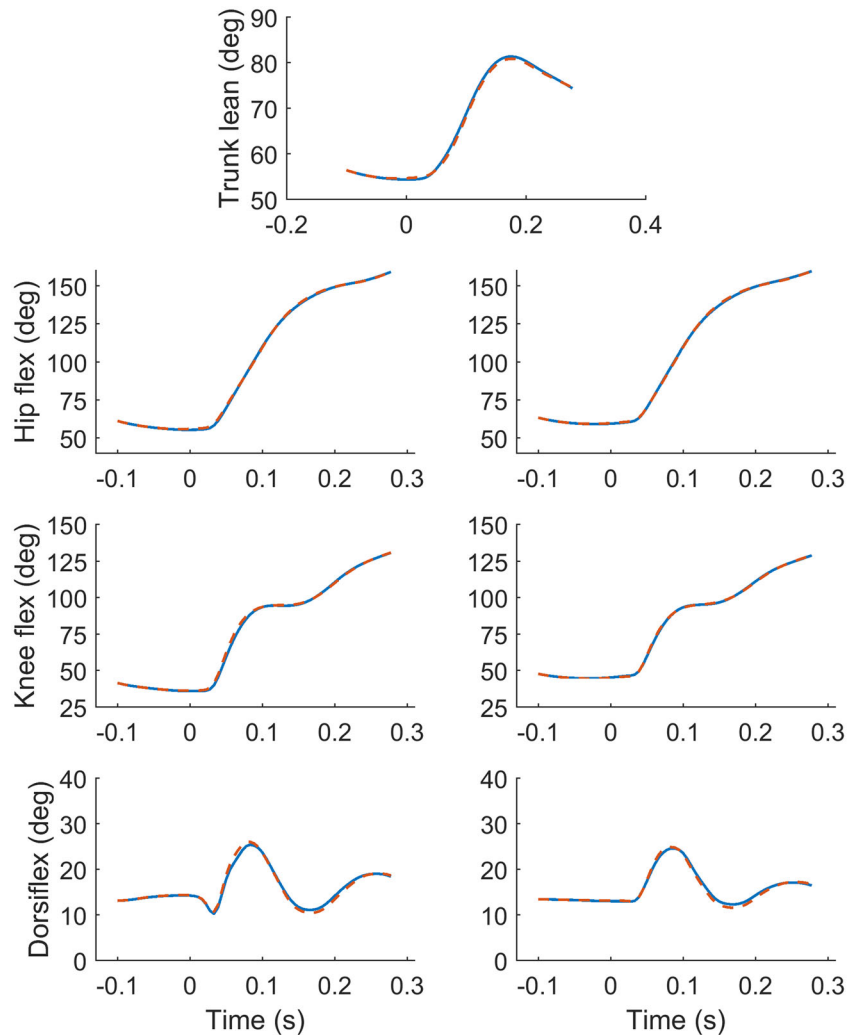 Trunk lean (deg)
90
80
70
60
50
-0.2 0 0.2 0.4
Hip flex (deg)
150
125
100
75
50
-0.1 0 0.1 0.2 0.3
150
125
100
75
50
-0.1 0 0.1 0.2 0.3
Knee flex (deg)
150
125
100
75
50
25
-0.1 0 0.1 0.2 0.3
150
125
100
75
50
25
-0.1 0 0.1 0.2 0.3
Dorsiflex (deg)
40
30
20
10
0
-0.1 0 0.1 0.2 0.3
Time (s)
40
30
20
10
0
-0.1 0 0.1 0.2 0.3
Time (s)